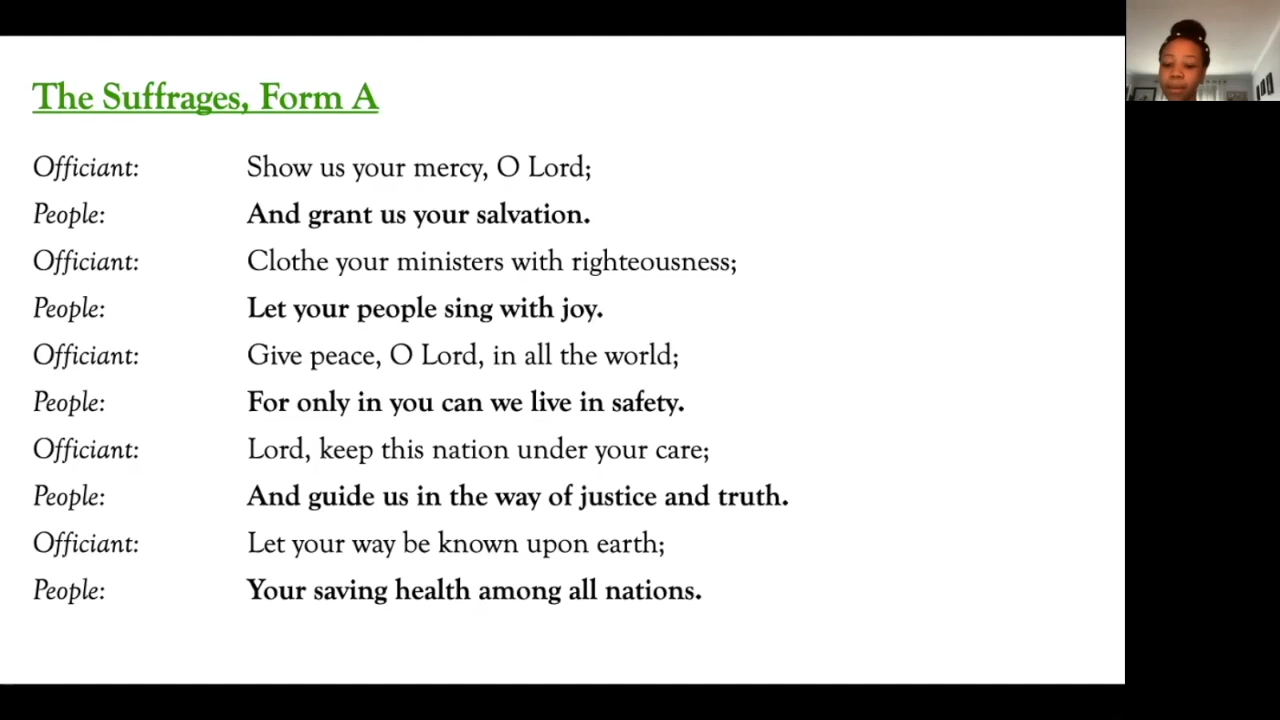 The Suffrages, Form A
Officiant: Show us your mercy, O Lord;
People: And grant us your salvation.
Officiant: Clothe your ministers with righteousness;
People: Let your people sing with joy.
Officiant: Give peace, O Lord, in all the world;
People: For only in you can we live in safety.
Officiant: Lord, keep this nation under your care;
People: And guide us in the way of justice and truth.
Officiant: Let your way be known upon earth;
People: Your saving health among all nations.